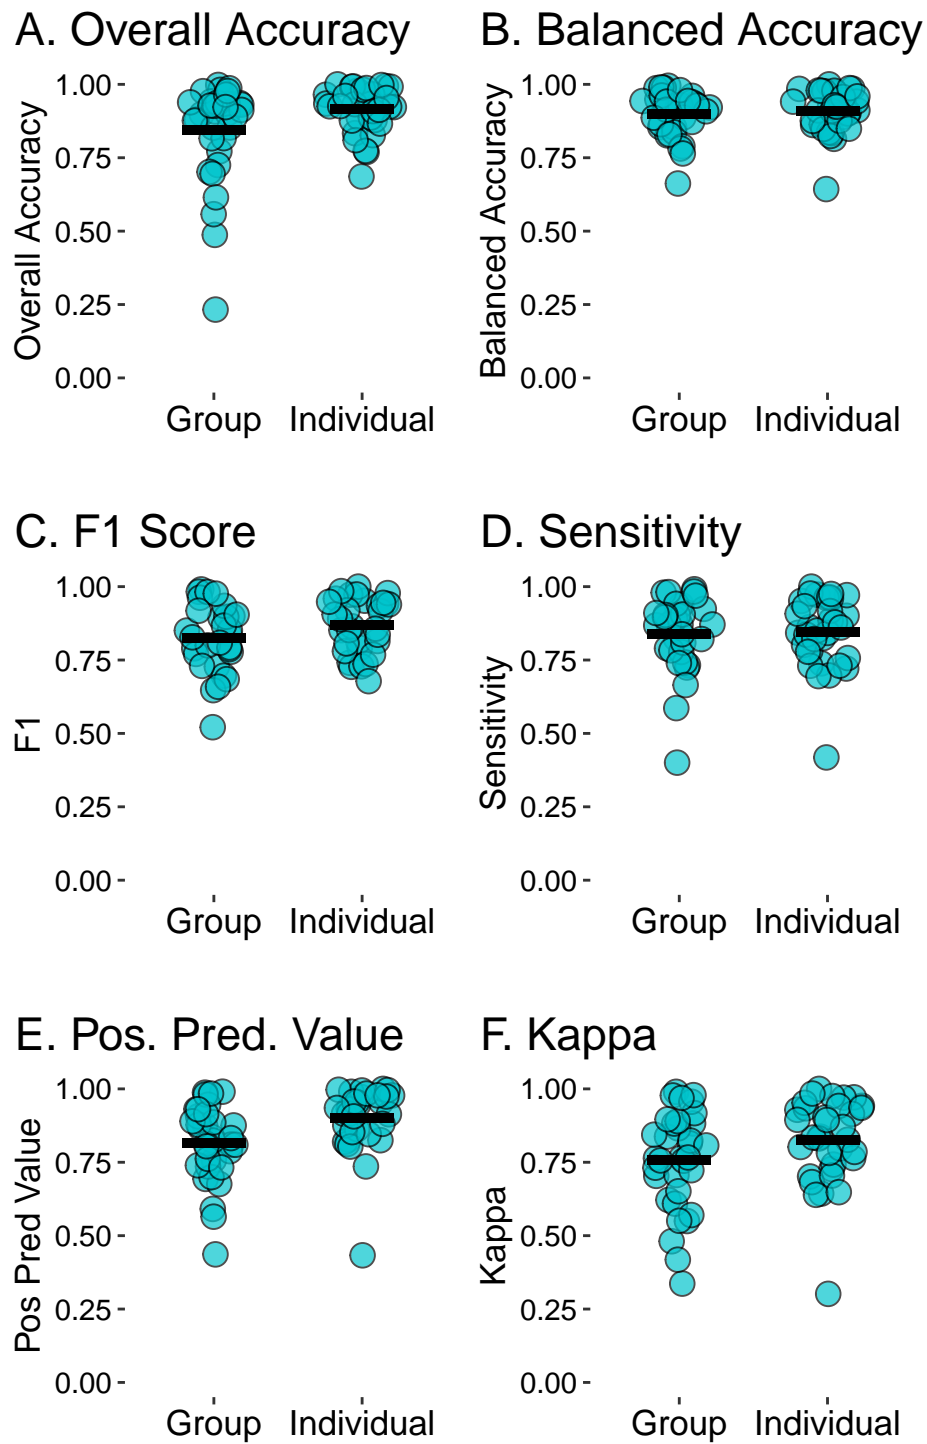 A. Overall Accuracy
Overall Accuracy
1.00
0.75
0.50
0.25
0.00
Group
Individual
B. Balanced Accuracy
Balanced Accuracy
1.00
0.75
0.50
0.25
0.00
Group
Individual
C. F1 Score
F1
1.00
0.75
0.50
0.25
0.00
Group
Individual
D. Sensitivity
Sensitivity
1.00
0.75
0.50
0.25
0.00
Group
Individual
E. Pos. Pred. Value
Pos Pred Value
1.00
0.75
0.50
0.25
0.00
Group
Individual
F. Kappa
Kappa
1.00
0.75
0.50
0.25
0.00
Group
Individual